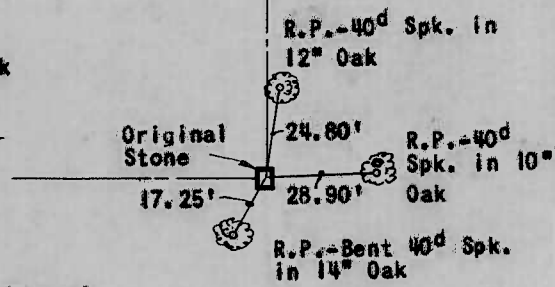 R.P.-40d Spk. in
12" Oak
k
Original
Stone
24.80'
R.P.-40d
Spk. in 10"
Oak
17.25'
28.90'
R.P.-Bent 40d Spk.
in 14" Oak